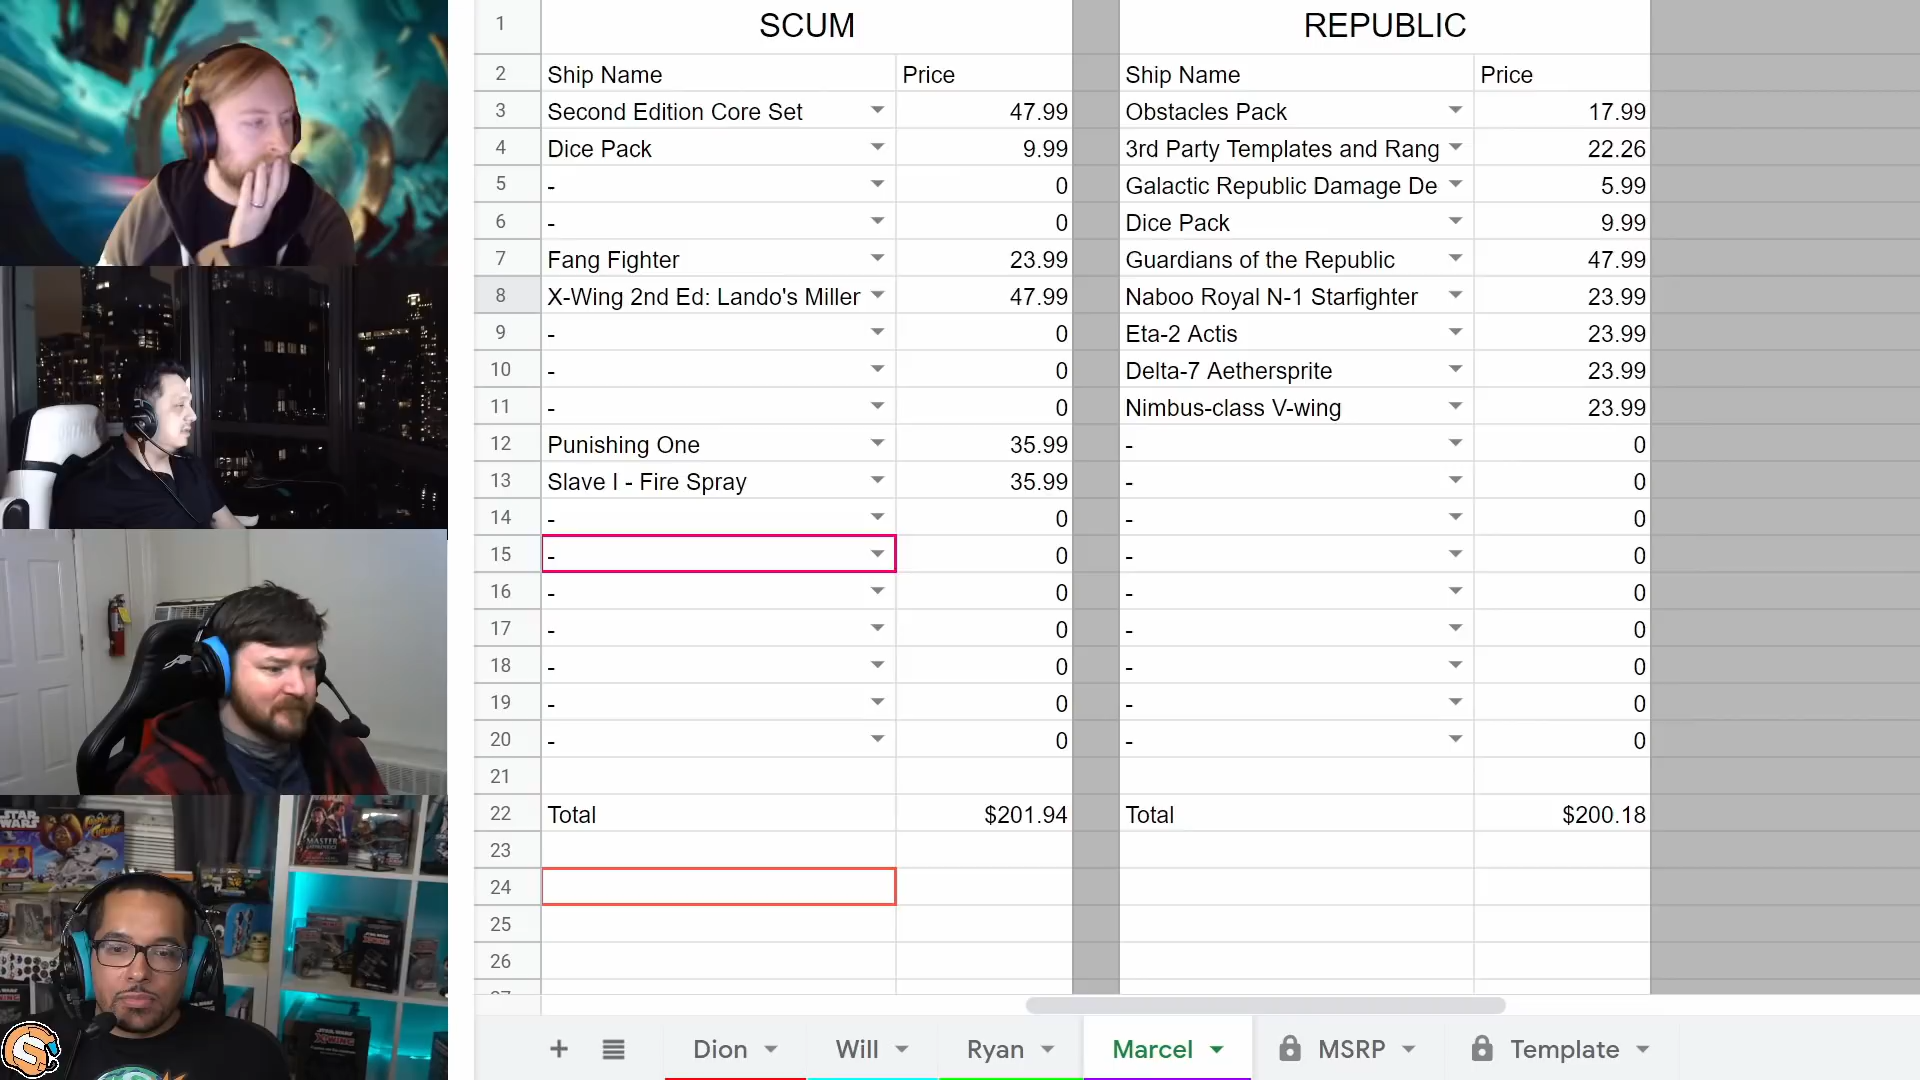 1 SCUM REPUBLIC
2 Ship Name Price Ship Name Price
3 Second Edition Core Set 47.99 Obstacles Pack 17.99
4 Dice Pack 9.99 3rd Party Templates and Rang 22.26
5 - 0 Galactic Republic Damage De 5.99
6 - 0 Dice Pack 9.99
7 Fang Fighter 23.99 Guardians of the Republic 47.99
8 X-Wing 2nd Ed: Lando's Miller 47.99 Naboo Royal N-1 Starfighter 23.99
9 - 0 Eta-2 Actis 23.99
10 - 0 Delta-7 Aethersprite 23.99
11 - 0 Nimbus-class V-wing 23.99
12 Punishing One 35.99 - 0
13 Slave I - Fire Spray 35.99 - 0
14 - 0 - 0
15 - 0 - 0
16 - 0 - 0
17 - 0 - 0
18 - 0 - 0
19 - 0 - 0
20 - 0 - 0
21
22 Total $201.94 Total $200.18
23
24
25
26
+ Dion Will Ryan Marcel MSRP Template
STAR
WARS
S